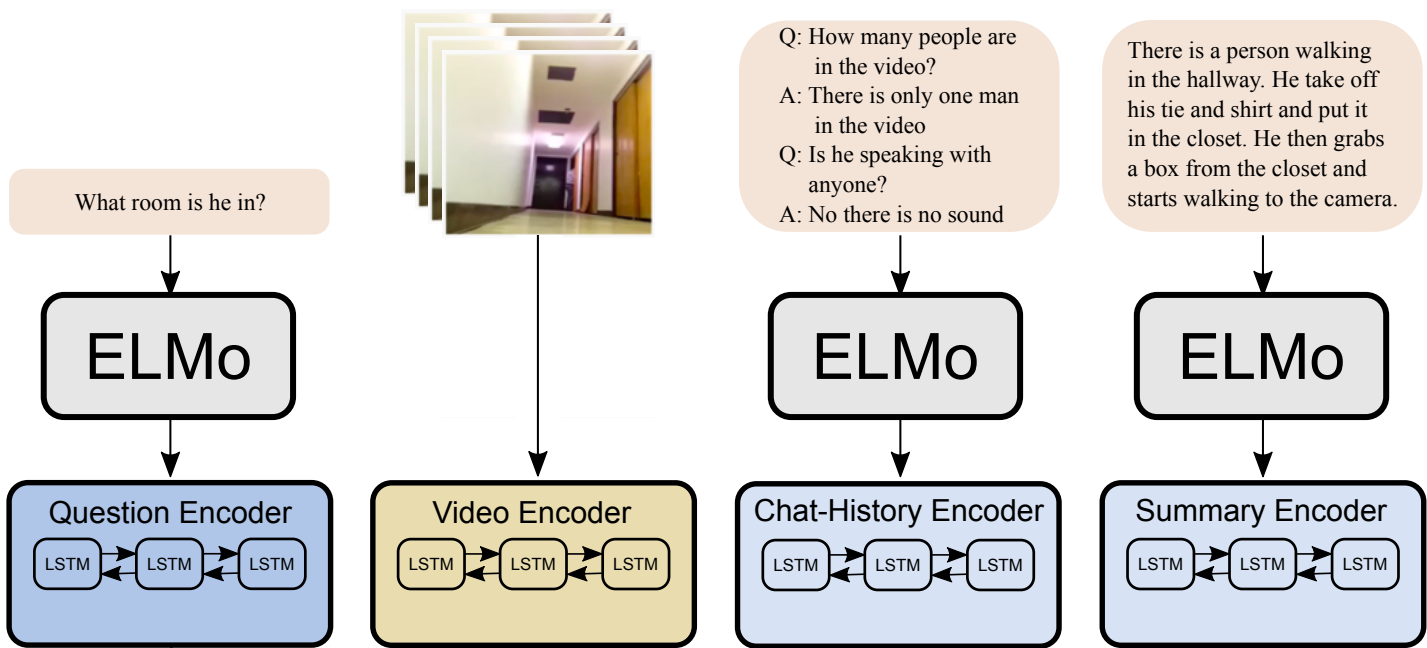 What room is he in?
Q: How many people are
in the video?
A: There is only one man
in the video
Q: Is he speaking with
anyone?
A: No there is no sound
There is a person walking
in the hallway. He take off
his tie and shirt and put it
in the closet. He then grabs
a box from the closet and
starts walking to the camera.
ELMo
ELMo
ELMo
Question Encoder
LSTM
LSTM
LSTM
Video Encoder
LSTM
LSTM
LSTM
Chat-History Encoder
LSTM
LSTM
LSTM
Summary Encoder
LSTM
LSTM
LSTM